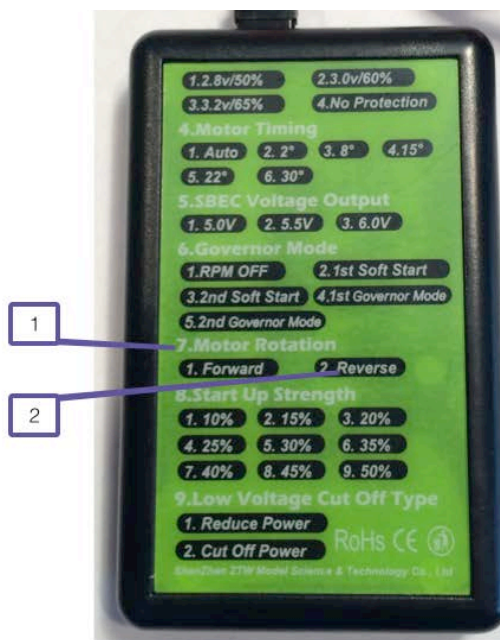 1.2.8v/50% 2.3.0v/60%
3.3.2v/65% 4.No Protection
4.Motor Timing
1. Auto 2. 2° 3. 8° 4.15°
5. 22° 6. 30°
5.SBEC Voltage Output
1. 5.0V 2. 5.5V 3. 6.0V
6.Governor Mode
1.RPM OFF 2.1st Soft Start
3.2nd Soft Start 4.1st Governor Mode
5.2nd Governor Mode
1
7.Motor Rotation
1. Forward 2. Reverse
2
8.Start Up Strength
1. 10% 2. 15% 3. 20%
4. 25% 5. 30% 6. 35%
7. 40% 8. 45% 9. 50%
9.Low Voltage Cut Off Type
1. Reduce Power
2. Cut Off Power RoHs CE
ShenZhen ZTW Model Science & Technology Co., Ltd